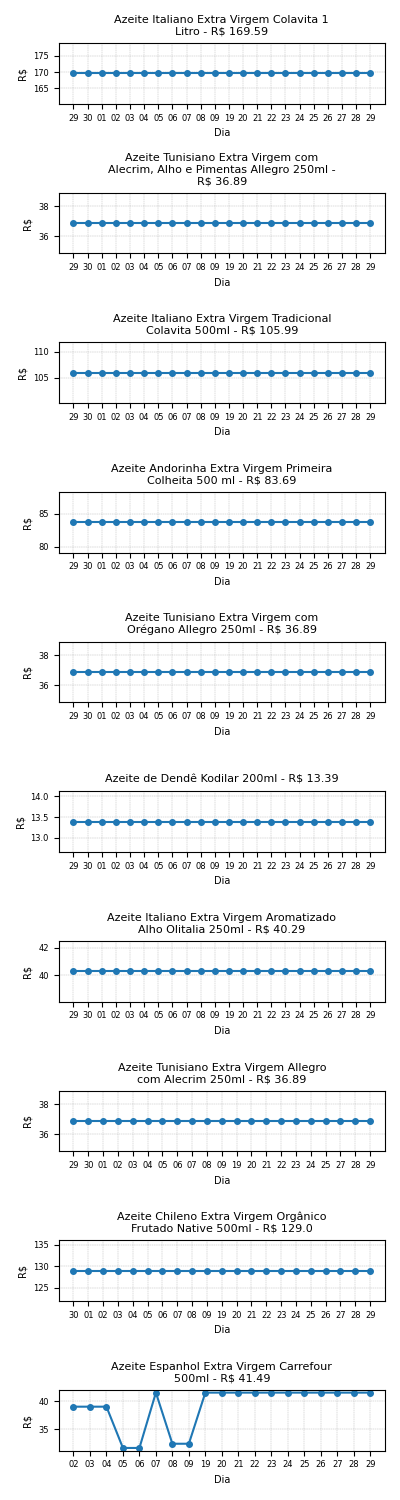 Azeite Italiano Extra Virgem Colavita 1
Litro - R$ 169.59
175
170
165
R$
29 30 01 02 03 04 05 06 07 08 09 19 20 21 22 23 24 25 26 27 28 29
Dia
Azeite Tunisiano Extra Virgem com
Alecrim, Alho e Pimentas Allegro 250ml -
R$ 36.89
38
36
R$
29 30 01 02 03 04 05 06 07 08 09 19 20 21 22 23 24 25 26 27 28 29
Dia
Azeite Italiano Extra Virgem Tradicional
Colavita 500ml - R$ 105.99
110
105
R$
29 30 01 02 03 04 05 06 07 08 09 19 20 21 22 23 24 25 26 27 28 29
Dia
Azeite Andorinha Extra Virgem Primeira
Colheita 500 ml - R$ 83.69
85
80
R$
29 30 01 02 03 04 05 06 07 08 09 19 20 21 22 23 24 25 26 27 28 29
Dia
Azeite Tunisiano Extra Virgem com
Orégano Allegro 250ml - R$ 36.89
38
36
R$
29 30 01 02 03 04 05 06 07 08 09 19 20 21 22 23 24 25 26 27 28 29
Dia
Azeite de Dendê Kodilar 200ml - R$ 13.39
14.0
13.5
13.0
R$
29 30 01 02 03 04 05 06 07 08 09 19 20 21 22 23 24 25 26 27 28 29
Dia
Azeite Italiano Extra Virgem Aromatizado
Alho Olitalia 250ml - R$ 40.29
42
40
R$
29 30 01 02 03 04 05 06 07 08 09 19 20 21 22 23 24 25 26 27 28 29
Dia
Azeite Tunisiano Extra Virgem Allegro
com Alecrim 250ml - R$ 36.89
38
36
R$
29 30 01 02 03 04 05 06 07 08 09 19 20 21 22 23 24 25 26 27 29
Dia
Azeite Chileno Extra Virgem Orgânico
Frutado Native 500ml - R$ 129.0
135
130
125
R$
30 01 02 03 04 05 06 07 08 09 19 20 21 22 23 24 25 26 27 28 29
Dia
Azeite Espanhol Extra Virgem Carrefour
500ml - R$ 41.49
40
35
R$
02 03 04 05 06 07 08 09 19 20 21 22 23 24 25 26 27 28 29
Dia